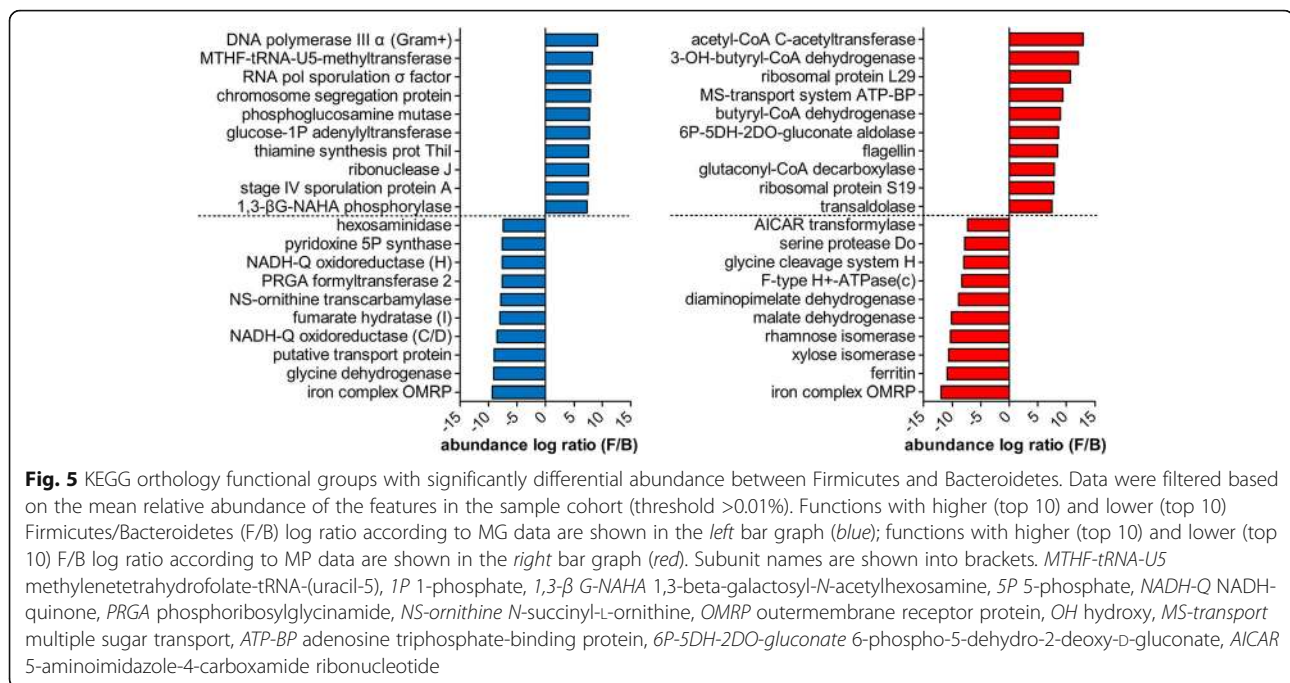 DNA polymerase III α (Gram+)
MTHF-tRNA-U5-methyltransferase
RNA pol sporulation σ factor
chromosome segregation protein
phosphoglucosamine mutase
glucose-1P adenylyltransferase
thiamine synthesis prot ThiI
ribonuclease J
stage IV sporulation protein A
1,3-βG-NAHA phosphorylase
hexosaminidase
pyridoxine 5P synthase
NADH-Q oxidoreductase (H)
PRGA formyltransferase 2
NS-ornithine transcarbamylase
fumarate hydratase (I)
NADH-Q oxidoreductase (C/D)
putative transport protein
glycine dehydrogenase
iron complex OMRP
-15 -10 -5 0 5 10 15
abundance log ratio (F/B)
acetyl-CoA C-acetyltransferase
3-OH-butyryl-CoA dehydrogenase
ribosomal protein L29
MS-transport system ATP-BP
butyryl-CoA dehydrogenase
6P-5DH-2DO-gluconate aldolase
flagellin
glutaconyl-CoA decarboxylase
ribosomal protein S19
transaldolase
AICAR transformylase
serine protease Do
glycine cleavage system H
F-type H+-ATPase(c)
diaminopimelate dehydrogenase
malate dehydrogenase
rhamnose isomerase
xylose isomerase
ferritin
iron complex OMRP
-15 -10 -5 0 5 10 15
abundance log ratio (F/B)
Fig. 5 KEGG orthology functional groups with significantly differential abundance between Firmicutes and Bacteroidetes. Data were filtered based
on the mean relative abundance of the features in the sample cohort (threshold >0.01%). Functions with higher (top 10) and lower (top 10)
Firmicutes/Bacteroidetes (F/B) log ratio according to MG data are shown in the left bar graph (blue); functions with higher (top 10) and lower (top
10) F/B log ratio according to MP data are shown in the right bar graph (red). Subunit names are shown into brackets. MTHF-tRNA-U5
methylenetetrahydrofolate-tRNA-(uracil-5), 1P 1-phosphate, 1,3-β G-NAHA 1,3-beta-galactosyl-N-acetylhexosamine, 5P 5-phosphate, NADH-Q NADH-
quinone, PRGA phosphoribosylglycinamide, NS-ornithine N-succinyl-L-ornithine, OMRP outermembrane receptor protein, OH hydroxy, MS-transport
multiple sugar transport, ATP-BP adenosine triphosphate-binding protein, 6P-5DH-2DO-gluconate 6-phospho-5-dehydro-2-deoxy-D-gluconate, AICAR
5-aminoimidazole-4-carboxamide ribonucleotide